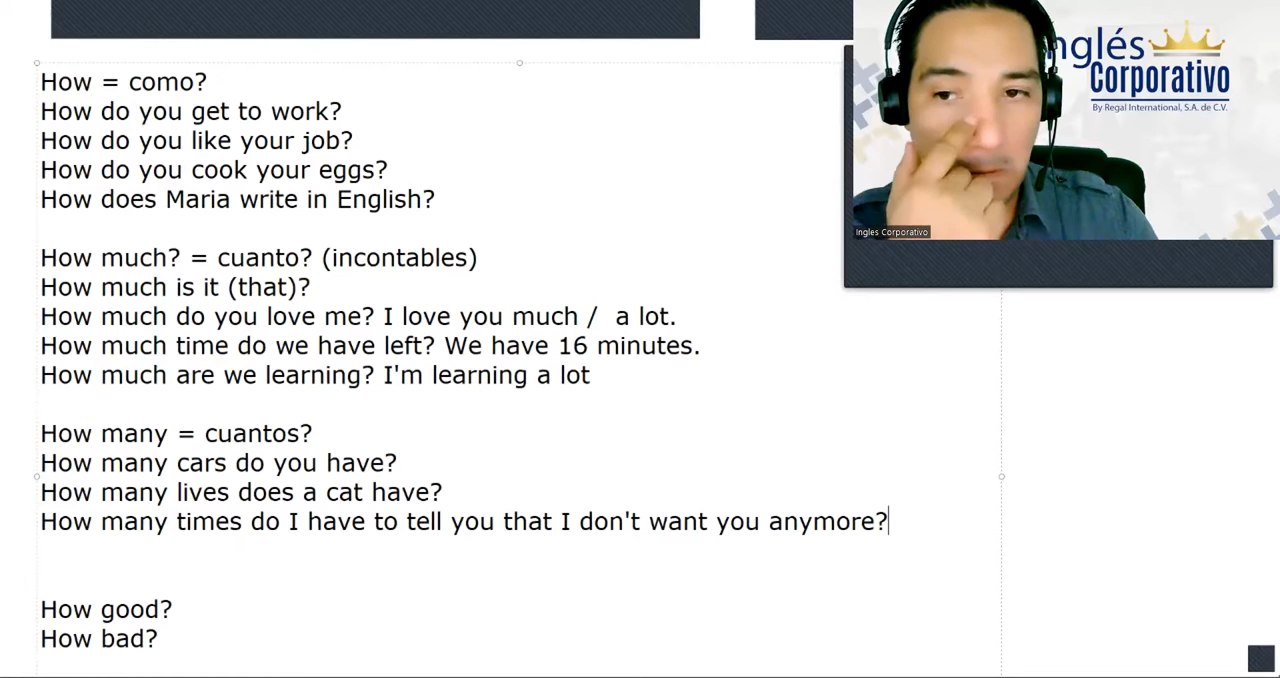 How = como?
How do you get to work?
How do you like your job?
How do you cook your eggs?
How does Maria write in English?
How much? = cuanto? (incontables)
How much is it (that)?
How much do you love me? I love you much /  a lot.
How much time do we have left? We have 16 minutes.
How much are we learning? I'm learning a lot
How many = cuantos?
How many cars do you have?
How many lives does a cat have?
How many times do I have to tell you that I don't want you anymore?
How good?
How bad?
nglés
Corporativo
By Regal International, S.A. de C.V.
Ingles Corporativo